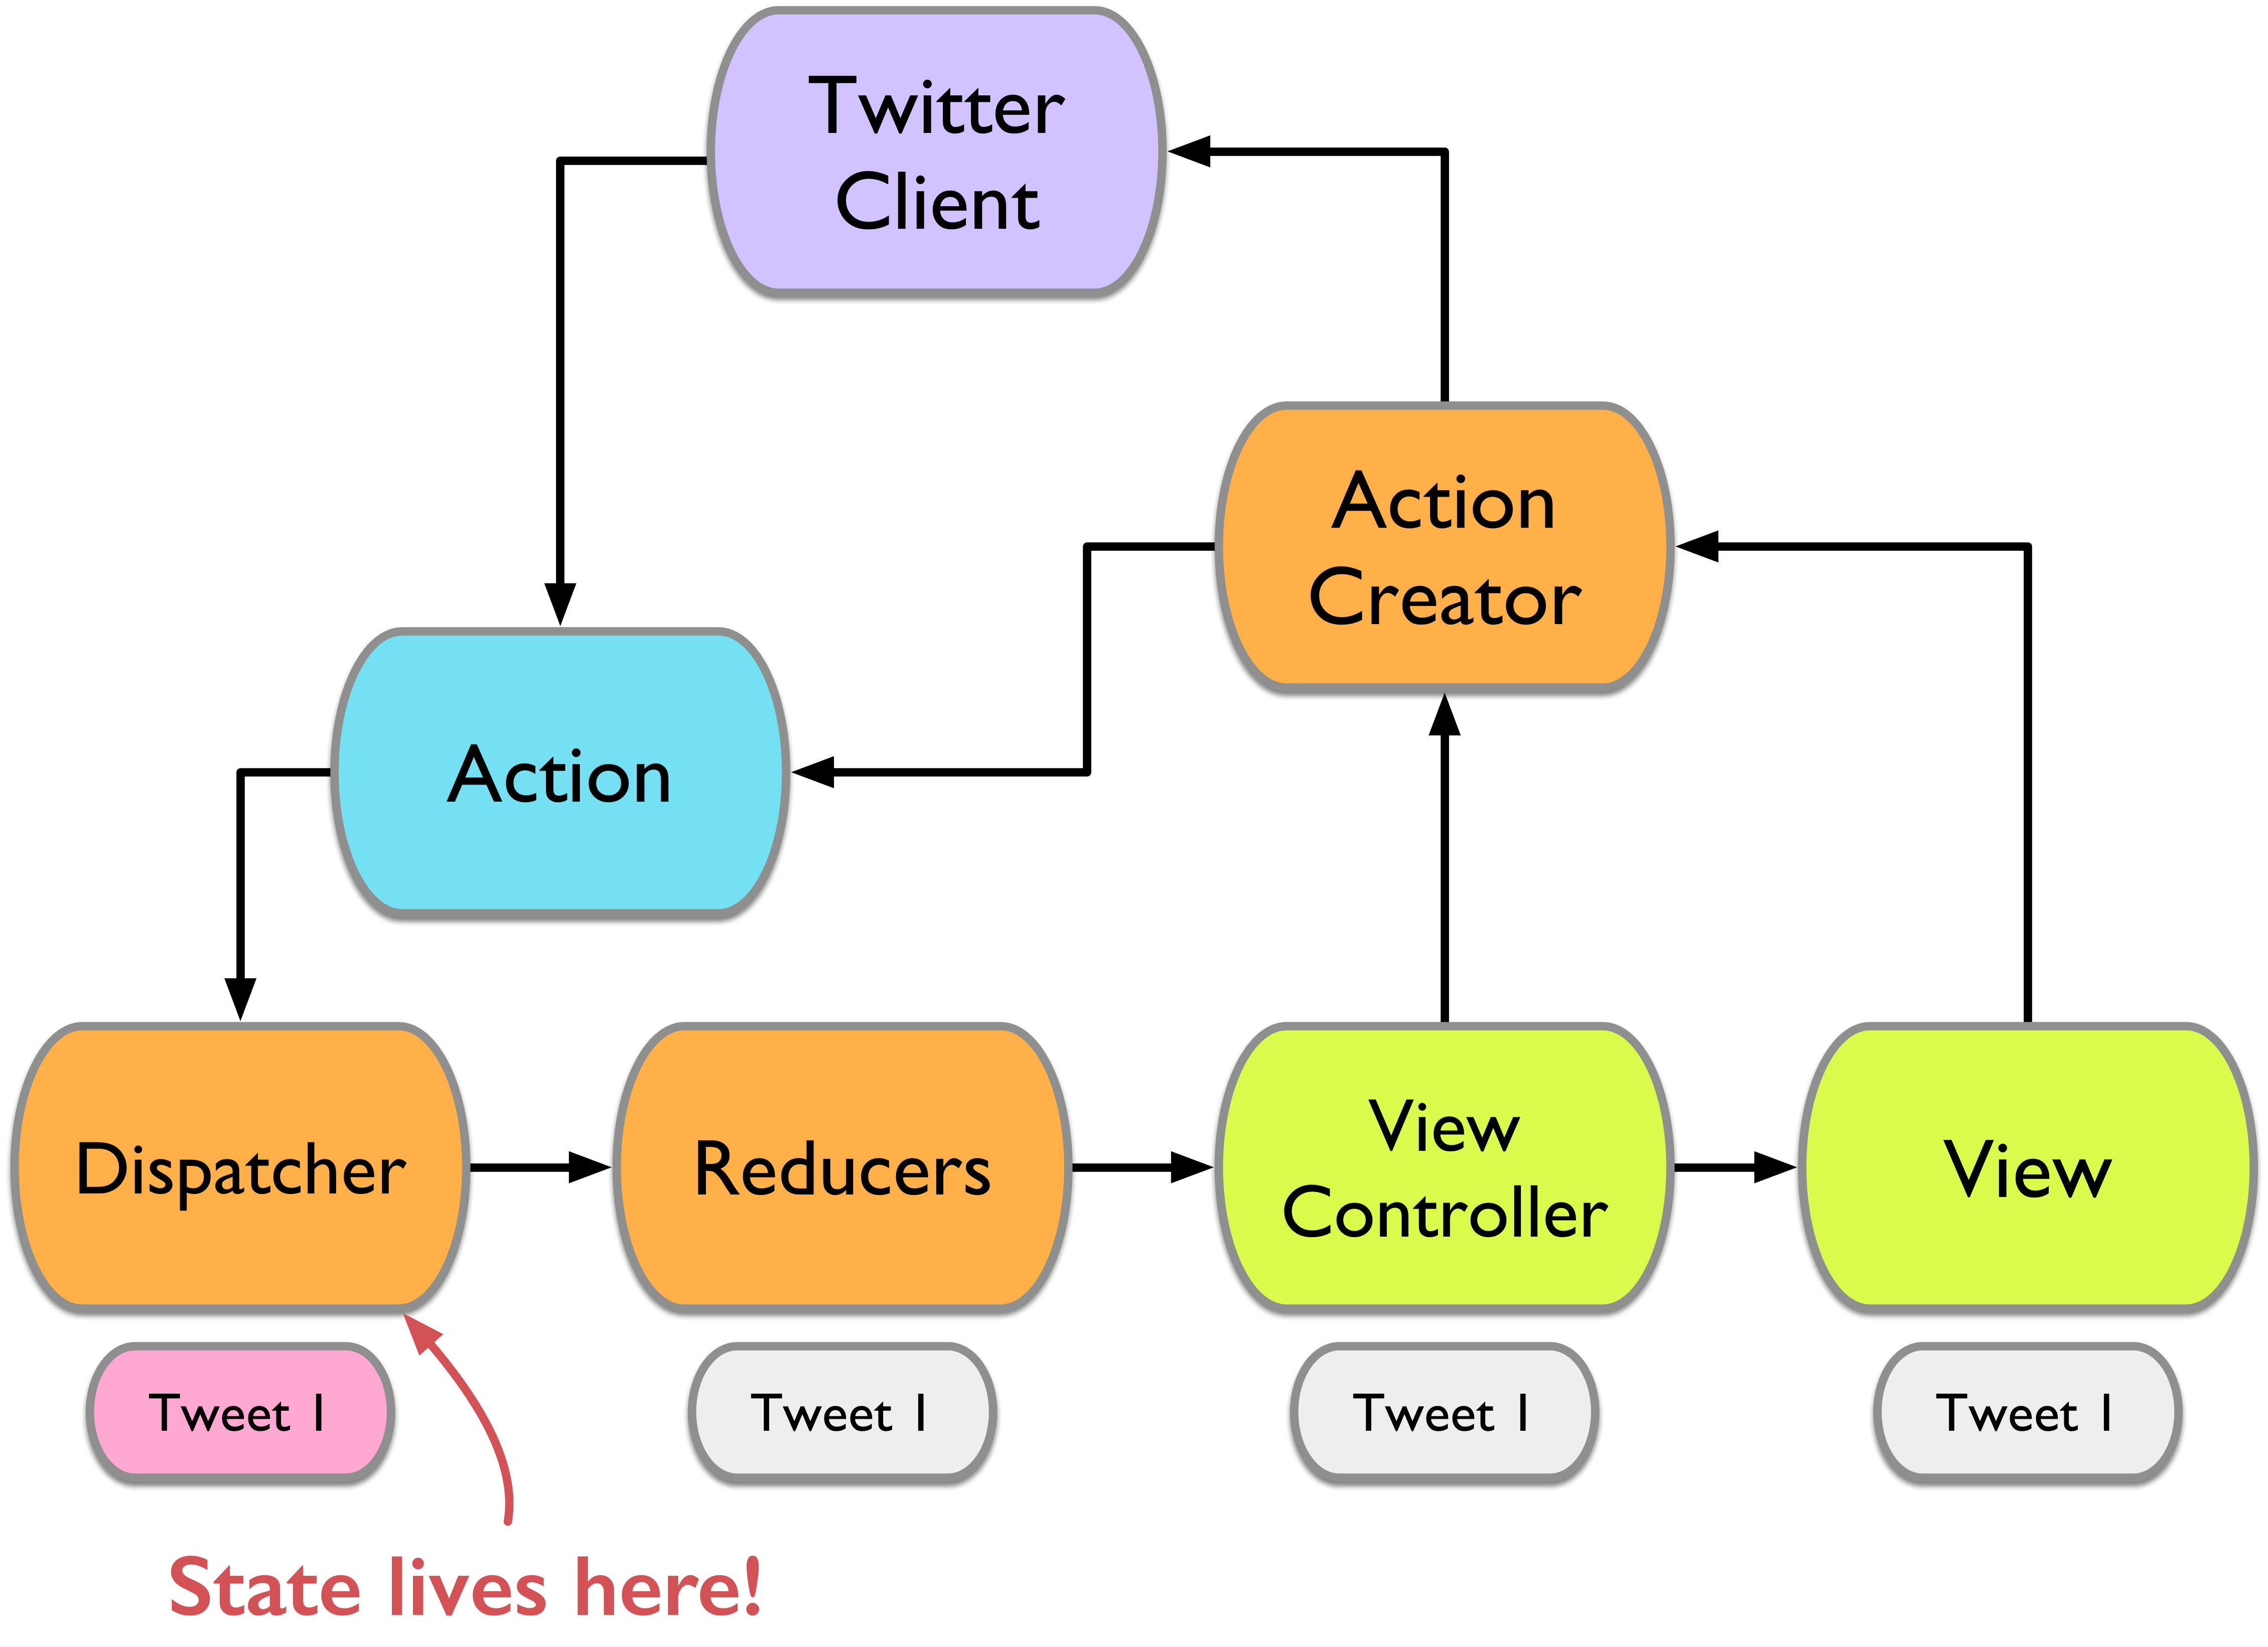 Twitter
Client
Action
Creator
Action
Dispatcher
Reducers
View
Controller
View
Tweet 1
Tweet 1
Tweet 1
Tweet 1
State lives here!